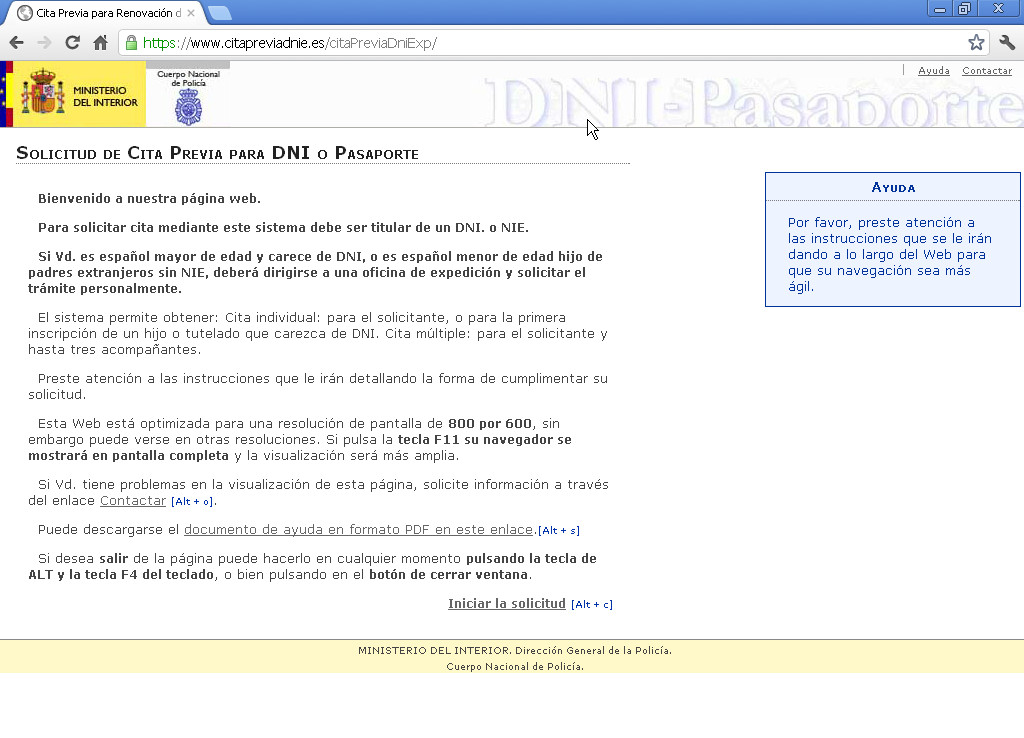 Cita Previa para Renovación d
https://www.citapreviadnie.es/citaPreviaDniExp/
MINISTERIO
DEL INTERIOR
Cuerpo Nacional
de Policía
DNI-Pasaporte
Ayuda Contactar
SOLICITUD DE CITA PREVIA PARA DNI O PASAPORTE
Bienvenido a nuestra página web.
Para solicitar cita mediante este sistema debe ser titular de un DNI. o NIE.
Si Vd. es español mayor de edad y carece de DNI, o es español menor de edad hijo de
padres extranjeros sin NIE, deberá dirigirse a una oficina de expedición y solicitar el
trámite personalmente.
El sistema permite obtener: Cita individual: para el solicitante, o para la primera
inscripción de un hijo o tutelado que carezca de DNI. Cita múltiple: para el solicitante y
hasta tres acompañantes.
Preste atención a las instrucciones que le irán detallando la forma de cumplimentar su
solicitud.
Esta Web está optimizada para una resolución de pantalla de 800 por 600, sin
embargo puede verse en otras resoluciones. Si pulsa la tecla F11 su navegador se
mostrará en pantalla completa y la visualización será más amplia.
Si Vd. tiene problemas en la visualización de esta página, solicite información a través
del enlace Contactar [Alt + o].
Puede descargarse el documento de ayuda en formato PDF en este enlace.[Alt + s]
Si desea salir de la página puede hacerlo en cualquier momento pulsando la tecla de
ALT y la tecla F4 del teclado, o bien pulsando en el botón de cerrar ventana.
Iniciar la solicitud [Alt + c]
AYUDA
Por favor, preste atención a
las instrucciones que se le irán
dando a lo largo del Web para
que su navegación sea más
ágil.
MINISTERIO DEL INTERIOR. Dirección General de la Policía.
Cuerpo Nacional de Policía.